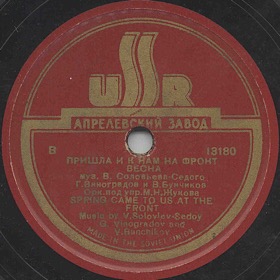 USSR
АПРЕЛЕВСКИЙ ЗАВОД
В 13180
ПРИШЛА И К НАМ НА ФРОНТ
ВЕСНА
муз. В. Соловьева-Седого,
Г. Виноградов и В. Бунчиков
Орк. под упр. М.Н. Жукова
SPRING CAME TO US AT THE
FRONT
Music by V. Soloviev-Sedoy
G. Vinogradov and
V. Bunchikov
MADE IN THE SOVIET UNION